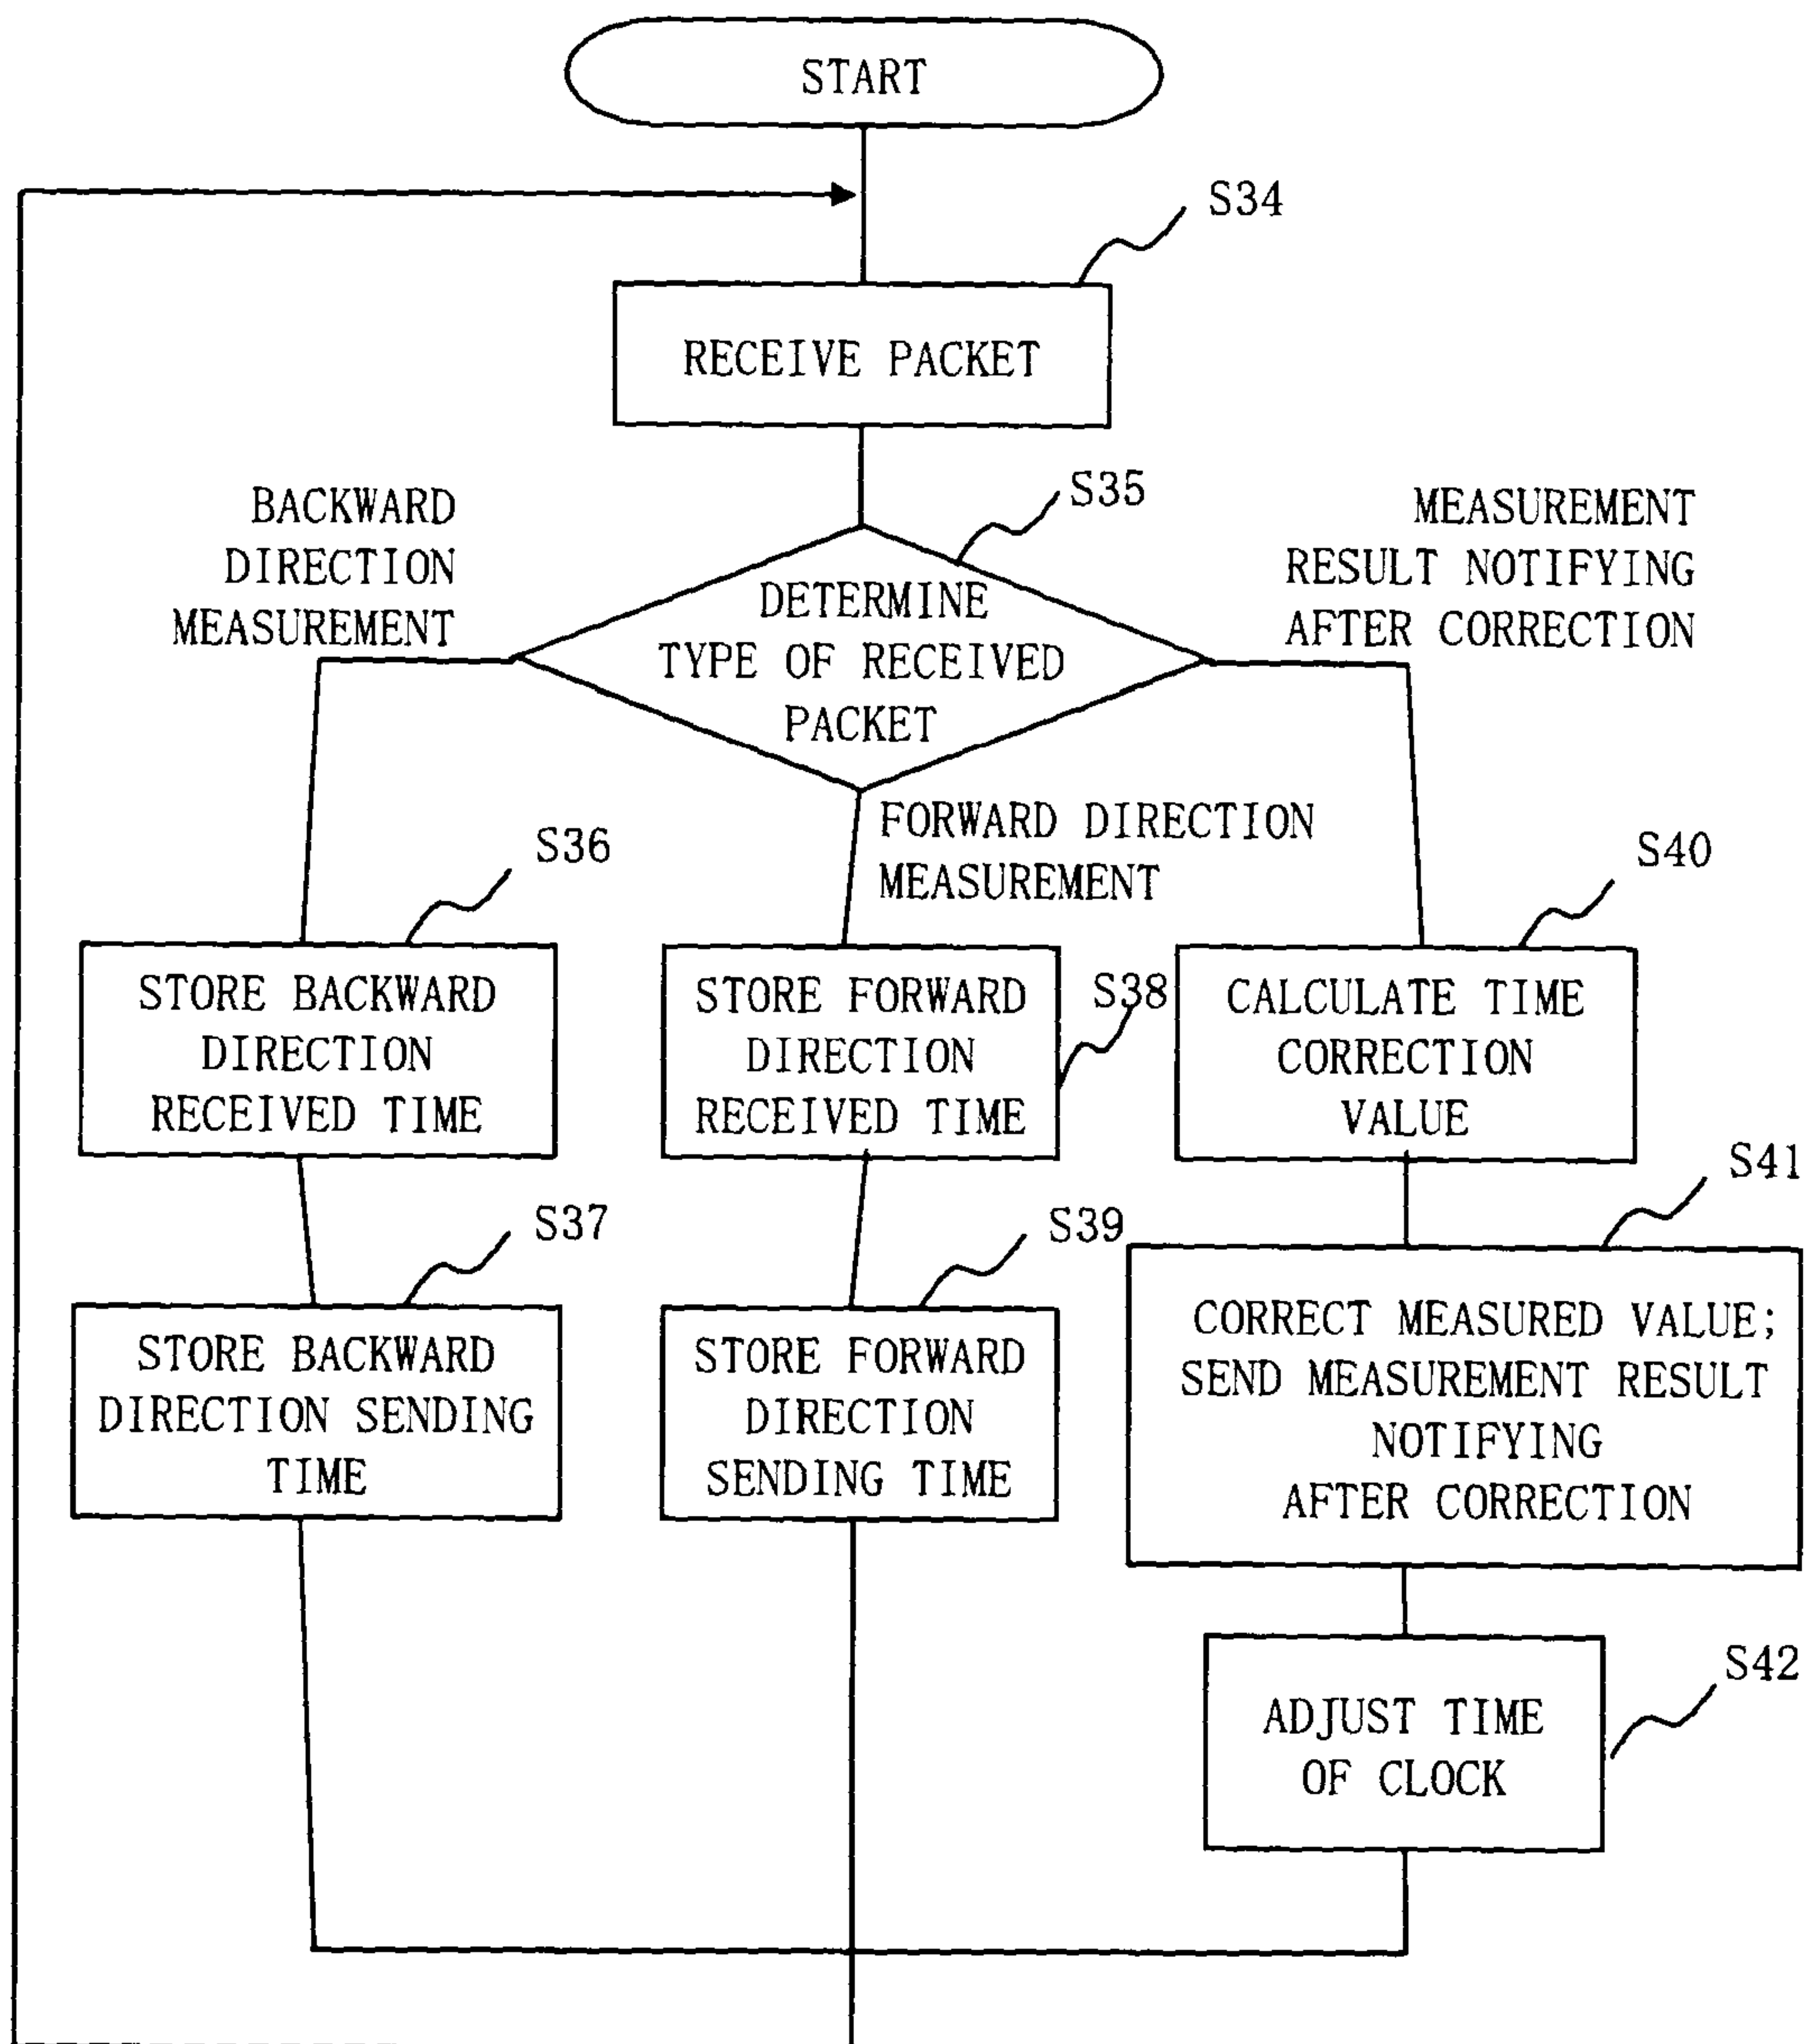 START
S34
RECEIVE PACKET
S35
BACKWARD
DIRECTION
MEASUREMENT
MEASUREMENT
RESULT NOTIFYING
AFTER CORRECTION
DETERMINE
TYPE OF RECEIVED
PACKET
FORWARD DIRECTION
MEASUREMENT
S36
STORE BACKWARD
DIRECTION
RECEIVED TIME
S38
STORE FORWARD
DIRECTION
RECEIVED TIME
S40
CALCULATE TIME
CORRECTION
VALUE
S37
STORE BACKWARD
DIRECTION SENDING
TIME
S39
STORE FORWARD
DIRECTION
SENDING TIME
S41
CORRECT MEASURED VALUE;
SEND MEASUREMENT RESULT
NOTIFYING
AFTER CORRECTION
S42
ADJUST TIME
OF CLOCK